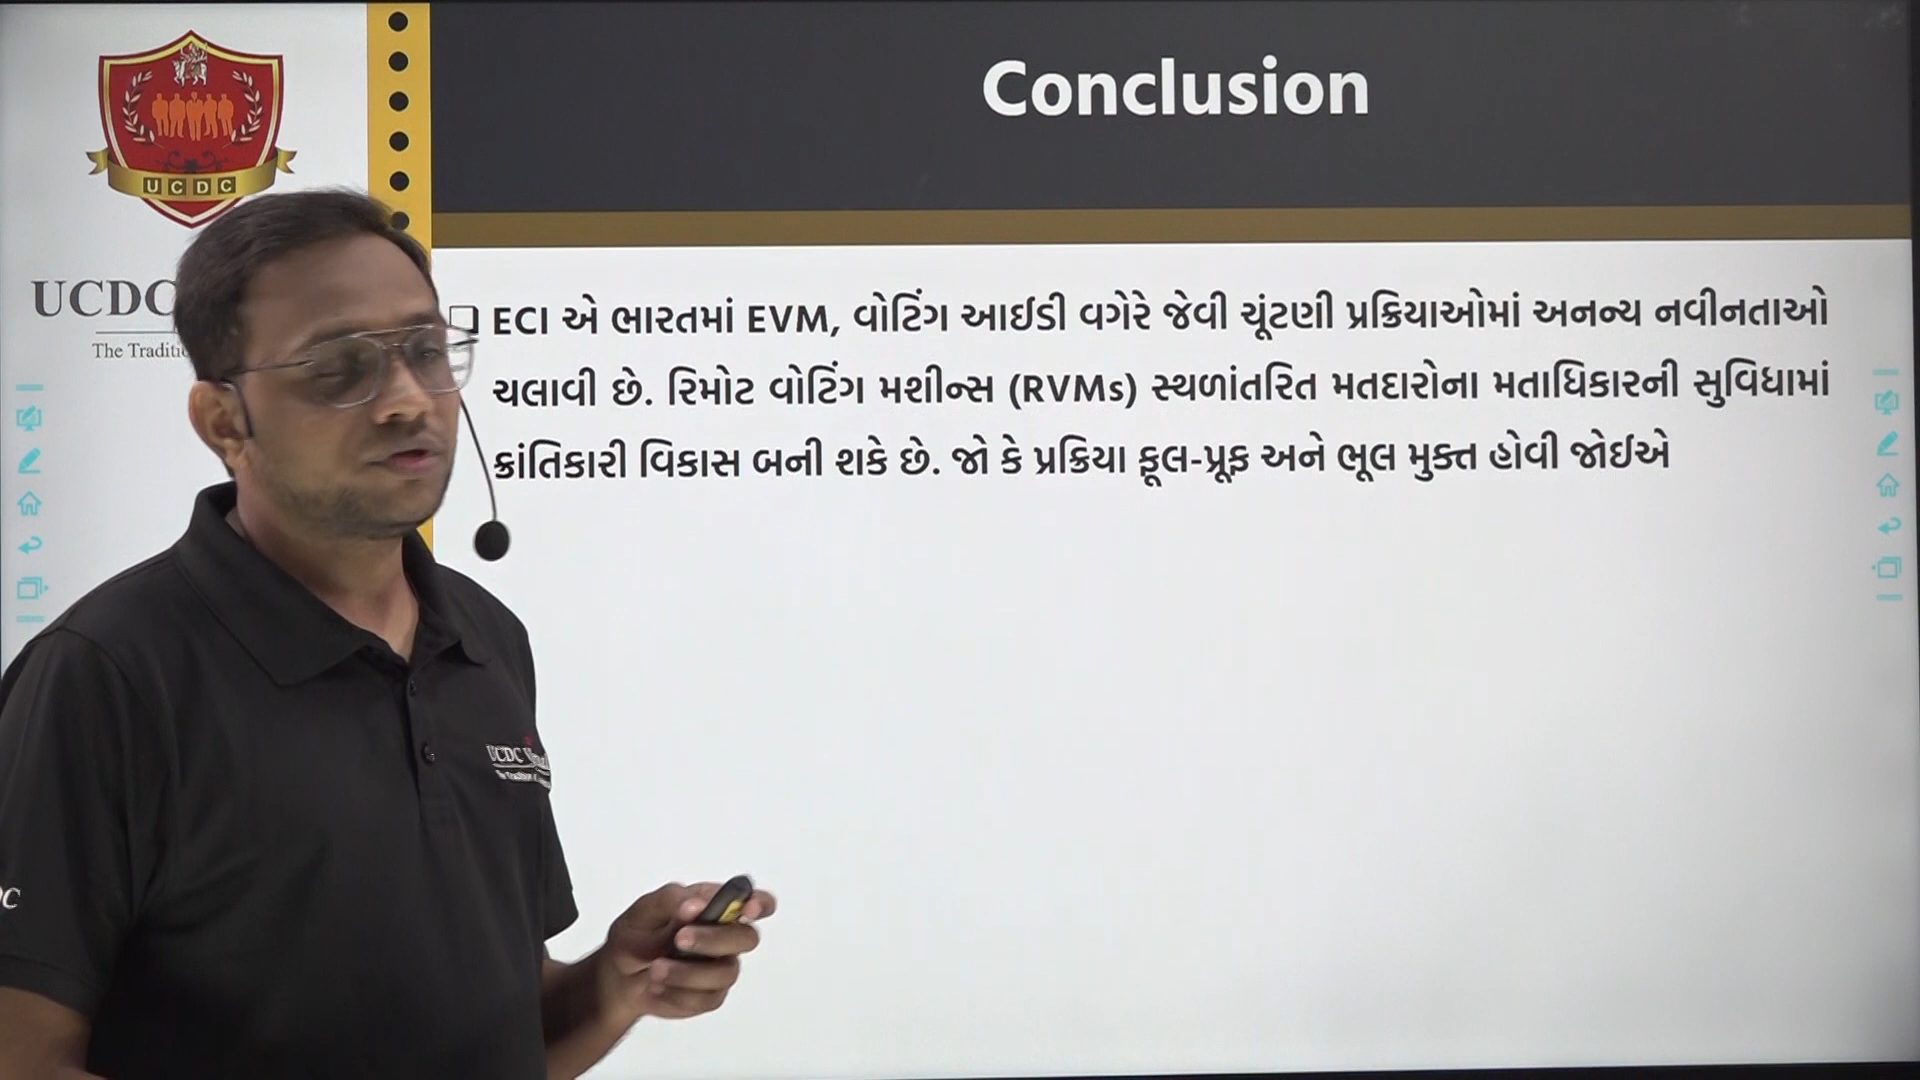 Conclusion
UCDC
UCDC
The Traditi
ECI એ ભારતમાં EVM, વોટિંગ આઈડી વગેરે જેવી ચૂંટણી પ્રક્રિયાઓમાં અનન્ય નવીનતાઓ
ચલાવી છે. રિમોટ વોટિંગ મશીન્સ (RVMs) સ્થળાંતરિત મતદારોના મતાધિકારની સુવિધામાં
ક્રાંતિકારી વિકાસ બની શકે છે. જો કે પ્રક્રિયા ફૂલ-પ્રૂફ અને ભૂલ મુક્ત હોવી જોઈએ
UCDC